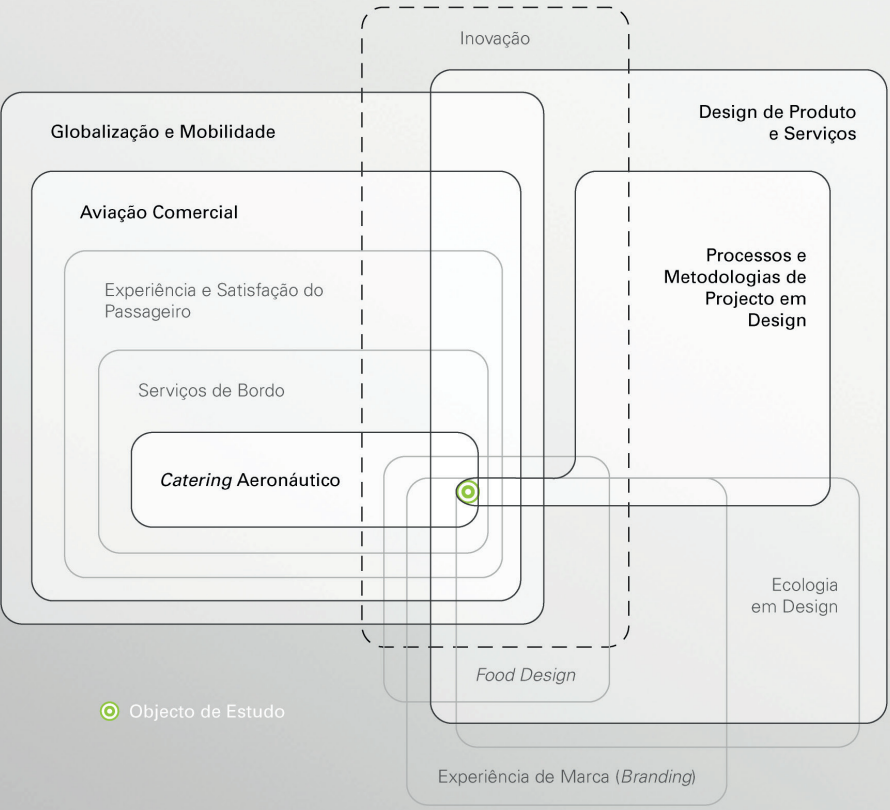 Inovação
Globalização e Mobilidade
Design de Produto
e Serviços
Aviação Comercial
Processos e
Metodologias de
Projecto em
Design
Experiência e Satisfação do
Passageiro
Serviços de Bordo
Catering Aeronáutico
Ecologia
em Design
Food Design
Objecto de Estudo
Experiência de Marca (Branding)